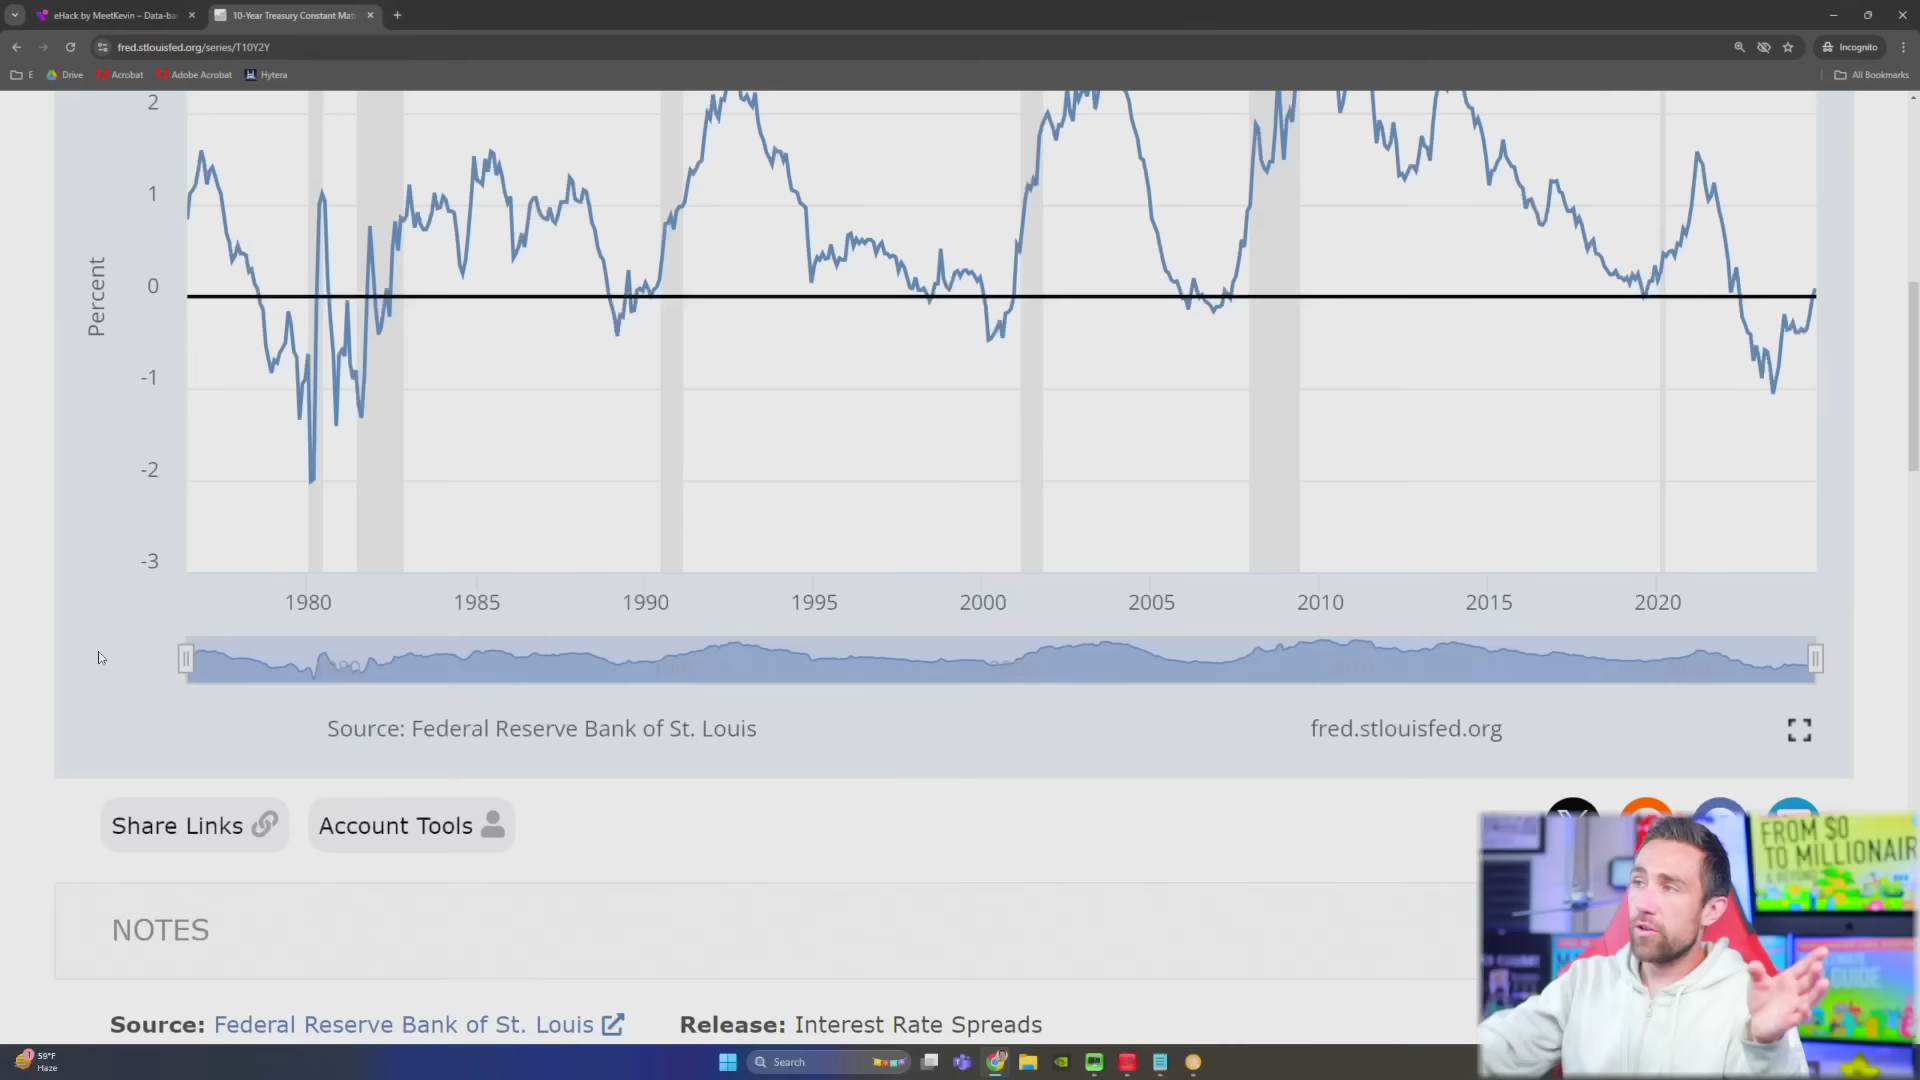 eHack by MeetKevin – Data-ba
10-Year Treasury Constant Mat
fred.stlouisfed.org/series/T10Y2Y
Incognito
E
Drive
Acrobat
Adobe Acrobat
Hytera
All Bookmarks
2
1
0
-1
-2
-3
Percent
1980 1985 1990 1995 2000 2005 2010 2015 2020
Source: Federal Reserve Bank of St. Louis
fred.stlouisfed.org
Share Links
Account Tools
FROM $0
TO MILLIONAIR
& BEYOND
GUIDE
NOTES
Source: Federal Reserve Bank of St. Louis
Release: Interest Rate Spreads
59°F
Haze
Search